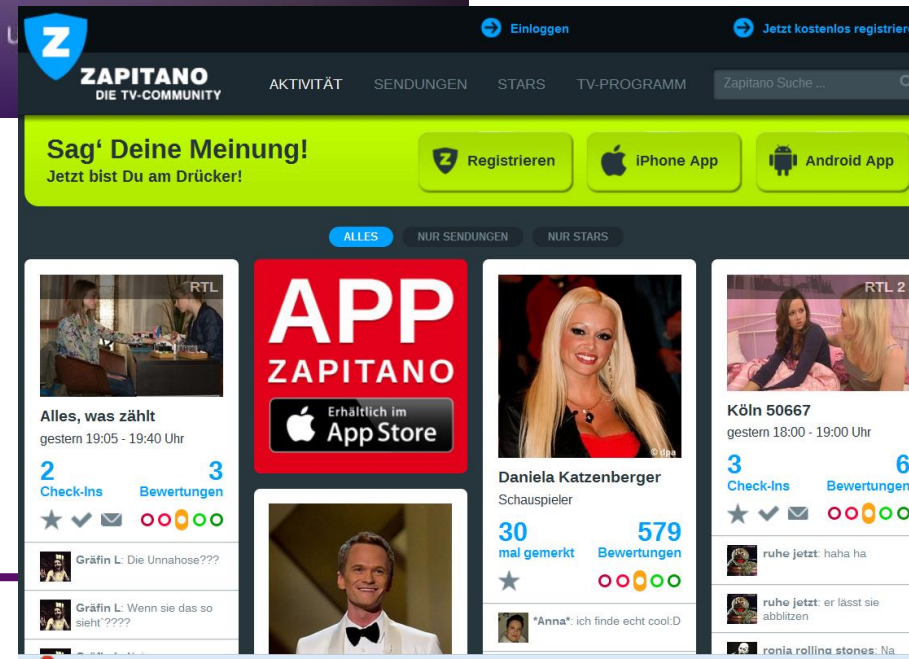 Einloggen
Jetzt kostenlos registrier
Z
ZAPITANO
DIE TV-COMMUNITY
AKTIVITÄT
SENDUNGEN
STARS
TV-PROGRAMM
Zapitano Suche ...
Sag‘ Deine Meinung!
Jetzt bist Du am Drücker!
Registrieren
iPhone App
Android App
ALLES
NUR SENDUNGEN
NUR STARS
RTL
Alles, was zählt
gestern 19:05 - 19:40 Uhr
2
3
Check-Ins
Bewertungen
Gräfin L: Die Unnahose???
Gräfin L: Wenn sie das so
sieht`????
APP
ZAPITANO
Erhältlich im
App Store
© dpa
Daniela Katzenberger
Schauspieler
30
579
mal gemerkt
Bewertungen
*Anna*: ich finde echt cool:D
RTL 2
Köln 50667
gestern 18:00 - 19:00 Uhr
3
6
Check-Ins
Bewertungen
ruhe jetzt: haha ha
ruhe jetzt: er lässt sie
abblitzen
ronja rolling stones: Na